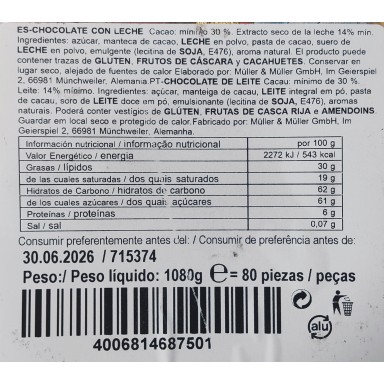 ES-CHOCOLATE CON LECHE Cacao: mínimo 30 %. Extracto seco de la leche 14% min.
Ingredientes: azúcar, manteca de cacao, LECHE en polvo, pasta de cacao, suero de
LECHE en polvo, emulgente (lecitina de SOJA, E476), aroma natural. El producto puede
contener trazas de GLUTEN, FRUTOS DE CÁSCARA y CACAHUETES. Conservar en
lugar seco, alejado de fuentes de calor Elaborado por: Müller & Müller GmbH, Im Geierspiel
2, 66981 Münchweiler, Alemania.PT-CHOCOLATE DE LEITE Cacau: mínimo de 30 %.
Leite: 14% mínimo. Ingredientes: açúcar, manteiga de cacau, LEITE integral em pó, pasta
de cacau, soro de LEITE doce em pó, emulsionante (lecitina de SOJA, E476), aromas
naturais. Poderá conter vestígios de GLÚTEN, FRUTAS DE CASCA RIJA e AMENDOINS.
Guardar em local seco e protegido de calor.Fabricado por: Müller & Müller GmbH, Im
Geierspiel 2, 66981 Münchweiler, Alemanha.
Información nutricional / informação nutricional por 100 g
Valor Energético / energia 2272 kJ / 543 kcal
Grasas / lípidos 30 g
de las cuales saturadas / dos quais saturados 19 g
Hidratos de Carbono / hidratos de carbono 62 g
de los cuales azúcares / dos quais açúcares 61 g
Proteínas / proteínas 6 g
Sal / sal 0,07 g
Consumir preferentemente antes del: / Consumir de preferência antes de:
30.06.2026 / 715374
Peso:/ Peso líquido: 1080g ℮= 80 piezas / peças
alu
4006814687501